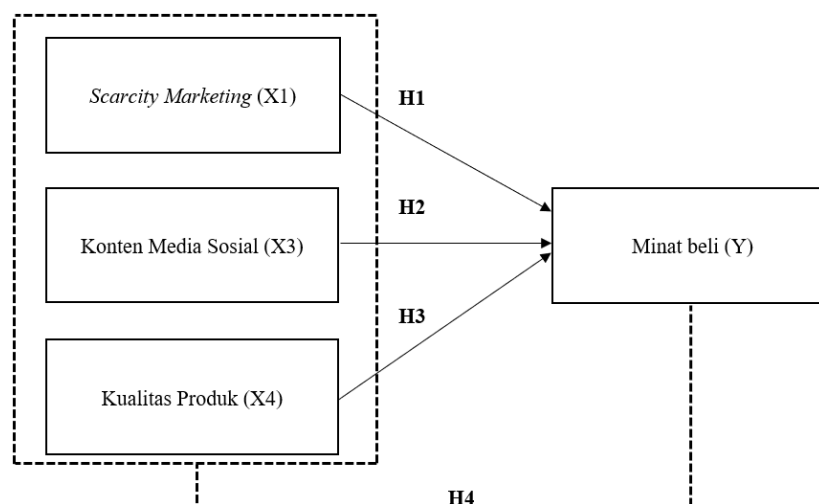 Scarcity Marketing (X1)
H1
H2
Konten Media Sosial (X3)
Minat beli (Y)
H3
Kualitas Produk (X4)
H4